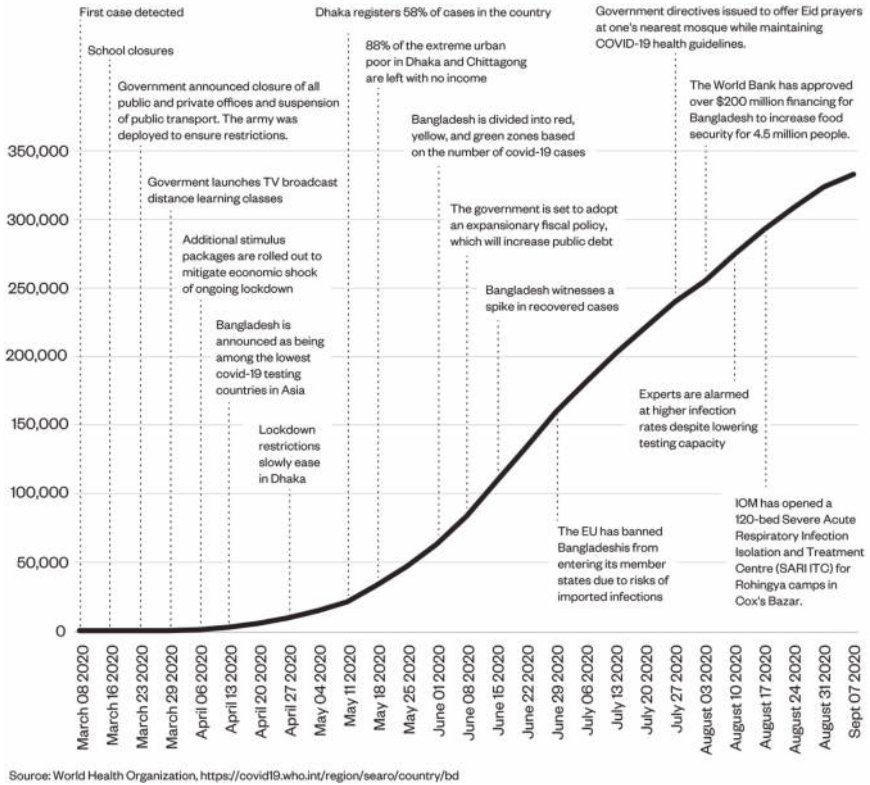 First case detected
School closures
Government announced closure of all
public and private offices and suspension
of public transport. The army was
deployed to ensure restrictions.
Goverment launches TV broadcast
distance learning classes
Additional stimulus
packages are rolled out to
mitigate economic shock
of ongoing lockdown
Bangladesh is
announced as being
among the lowest
covid-19 testing
countries in Asia
Lockdown
restrictions
slowly ease
in Dhaka
Dhaka registers 58% of cases in the country
88% of the extreme urban
poor in Dhaka and Chittagong
are left with no income
Bangladesh is divided into red,
yellow, and green zones based
on the number of covid-19 cases
The government is set to adopt
an expansionary fiscal policy,
which will increase public debt
Bangladesh witnesses a
spike in recovered cases
The EU has banned
Bangladeshis from
entering its member
states due to risks of
imported infections
Government directives issued to offer Eid prayers
at one's nearest mosque while maintaining
COVID-19 health guidelines.
The World Bank has approved
over $200 million financing for
Bangladesh to increase food
security for 4.5 million people.
Experts are alarmed
at higher infection
rates despite lowering
testing capacity
IOM has opened a
120-bed Severe Acute
Respiratory Infection
Isolation and Treatment
Centre (SARI ITC) for
Rohingya camps in
Cox's Bazar.
350,000
300,000
250,000
200,000
150,000
100,000
50,000
0
March 08 2020
March 16 2020
March 23 2020
March 29 2020
April 06 2020
April 13 2020
April 20 2020
April 27 2020
May 04 2020
May 11 2020
May 18 2020
May 25 2020
June 01 2020
June 08 2020
June 15 2020
June 22 2020
June 29 2020
July 06 2020
July 13 2020
July 20 2020
July 27 2020
August 03 2020
August 10 2020
August 17 2020
August 24 2020
August 31 2020
Sept 07 2020
Source: World Health Organization, https://covid19.who.int/region/searo/country/bd